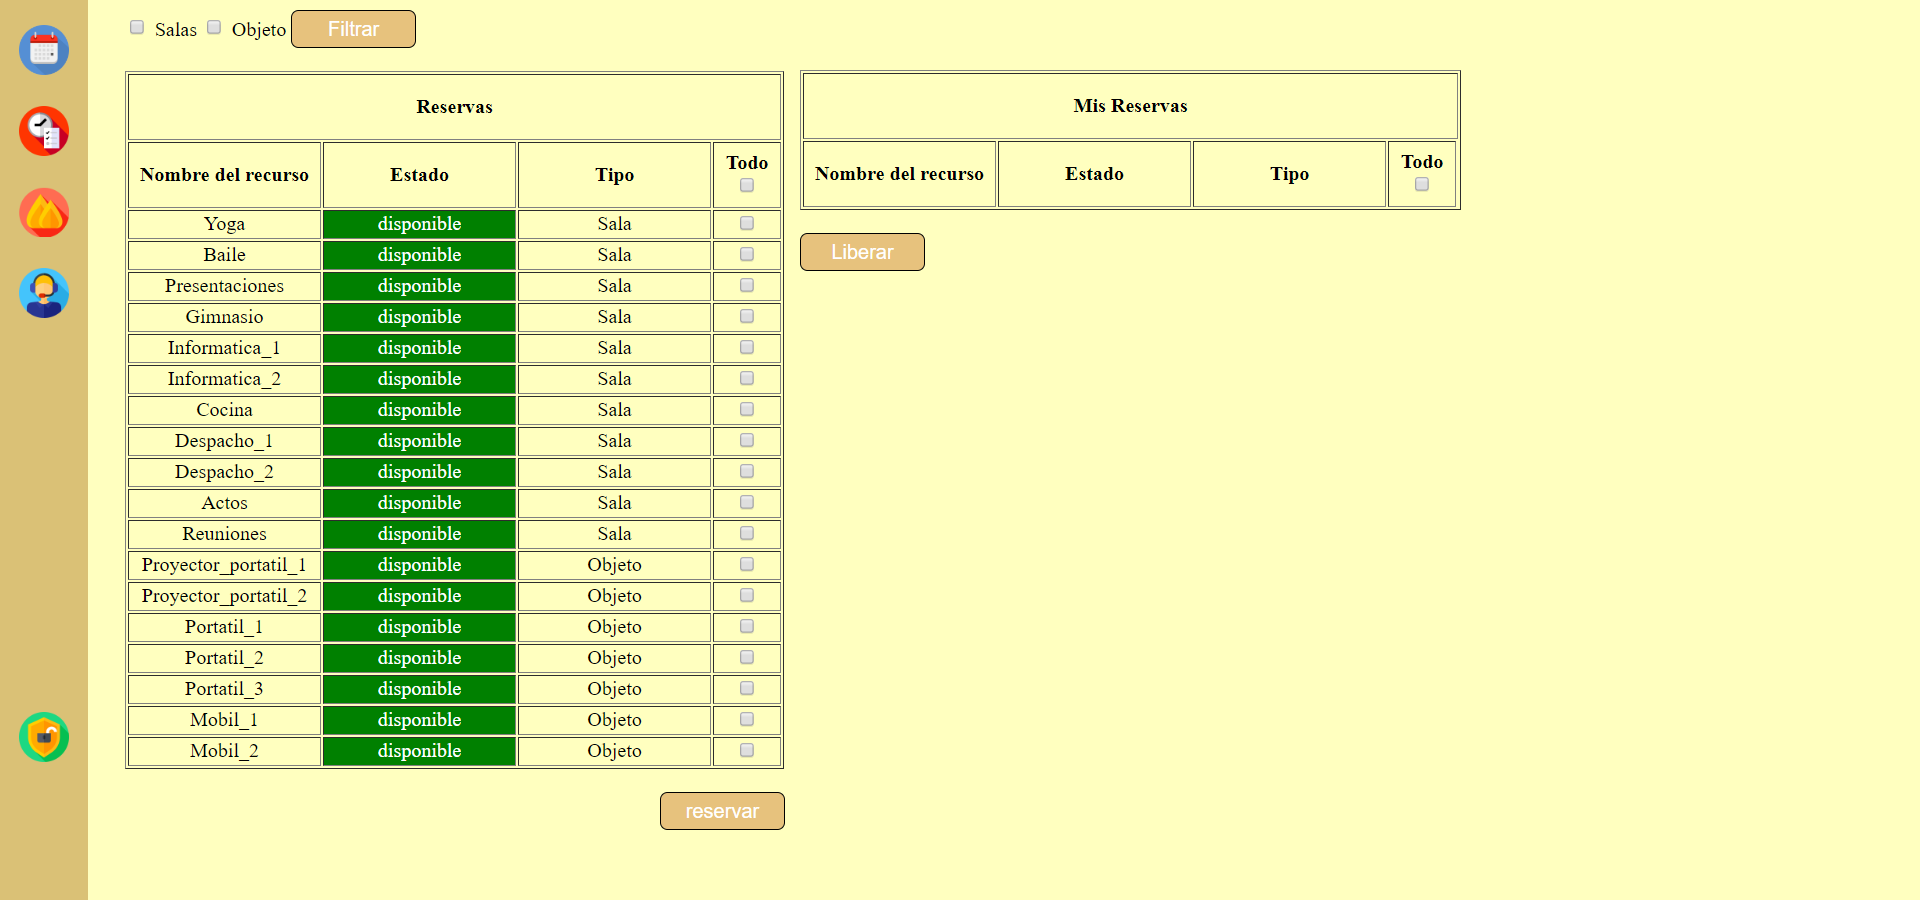 Salas Objeto Filtrar
Reservas
Nombre del recurso Estado Tipo Todo
Yoga disponible Sala
Baile disponible Sala
Presentaciones disponible Sala
Gimnasio disponible Sala
Informatica_1 disponible Sala
Informatica_2 disponible Sala
Cocina disponible Sala
Despacho_1 disponible Sala
Despacho_2 disponible Sala
Actos disponible Sala
Reuniones disponible Sala
Proyector_portatil_1 disponible Objeto
Proyector_portatil_2 disponible Objeto
Portatil_1 disponible Objeto
Portatil_2 disponible Objeto
Portatil_3 disponible Objeto
Mobil_1 disponible Objeto
Mobil_2 disponible Objeto
reservar
Mis Reservas
Nombre del recurso Estado Tipo Todo
Liberar